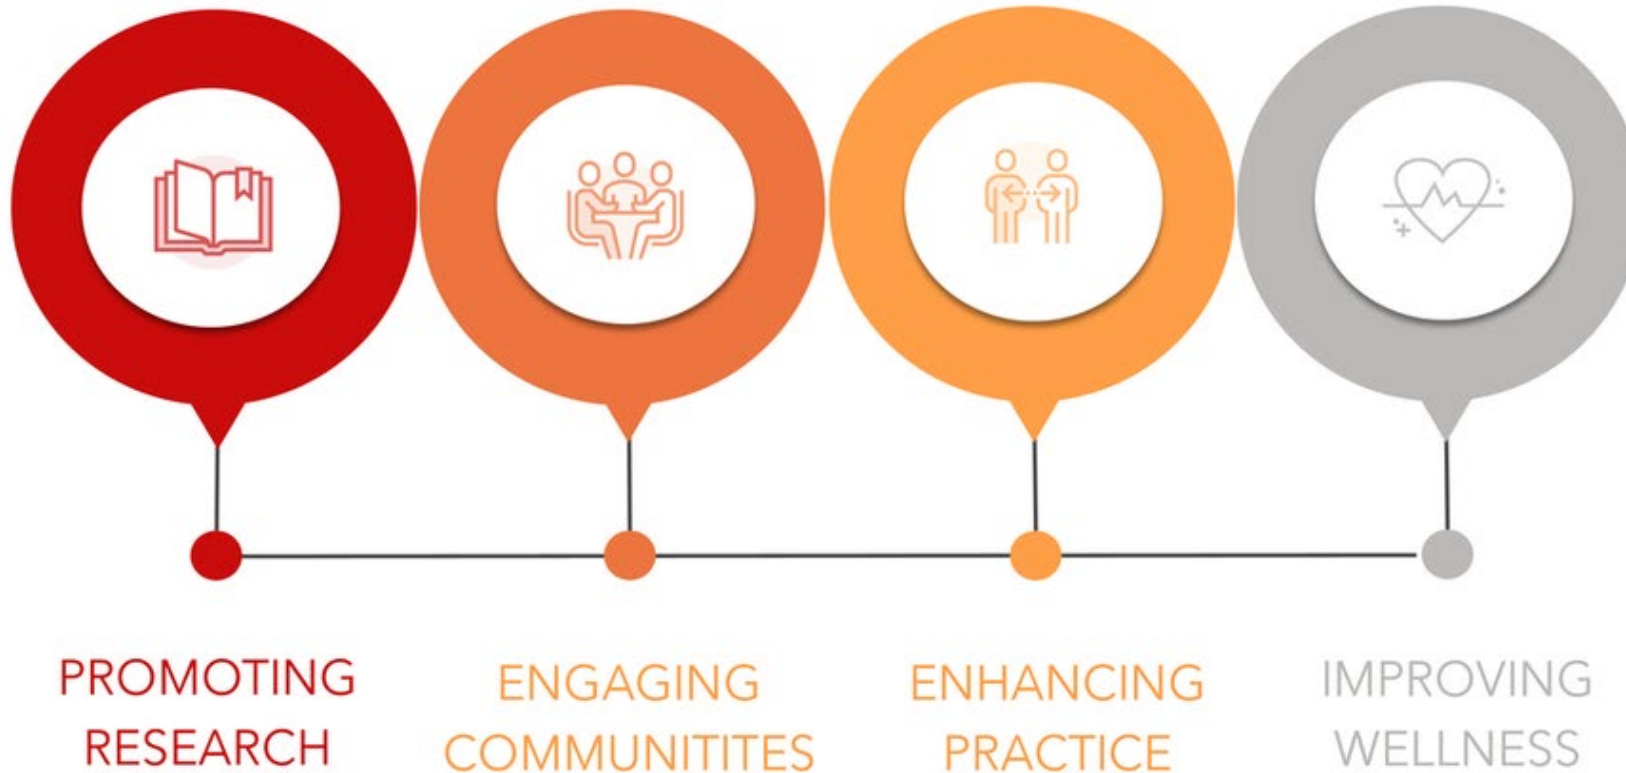 PROMOTING
RESEARCH
ENGAGING
COMMUNITITES
ENHANCING
PRACTICE
IMPROVING
WELLNESS